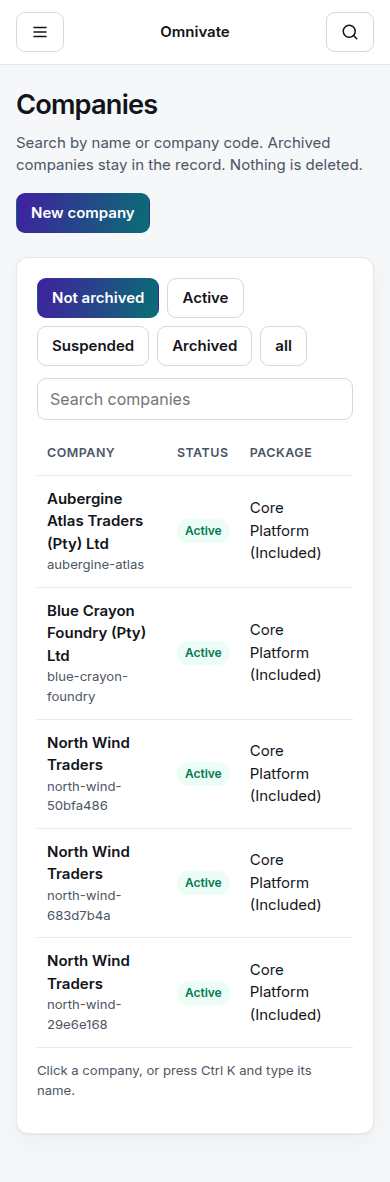 Omnivate
Companies
Search by name or company code. Archived
companies stay in the record. Nothing is deleted.
New company
Not archived
Active
Suspended
Archived
all
Search companies
COMPANY STATUS PACKAGE
Aubergine
Atlas Traders
(Pty) Ltd
aubergine-atlas
Active
Core
Platform
(Included)
Blue Crayon
Foundry (Pty)
Ltd
blue-crayon-
foundry
Active
Core
Platform
(Included)
North Wind
Traders
north-wind-
50bfa486
Active
Core
Platform
(Included)
North Wind
Traders
north-wind-
683d7b4a
Active
Core
Platform
(Included)
North Wind
Traders
north-wind-
29e6e168
Active
Core
Platform
(Included)
Click a company, or press Ctrl K and type its
name.